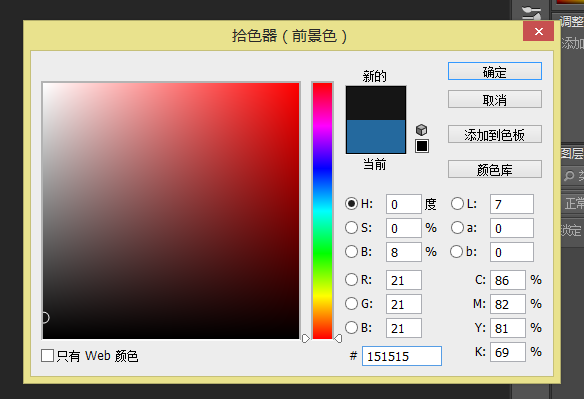 拾色器（前景色）
调整
添加
新的
当前
确定
取消
添加到色板
颜色库
图层
正常
锁定
H: 0 度
S: 0 %
B: 8 %
L: 7
a: 0
b: 0
R: 21
G: 21
B: 21
C: 86 %
M: 82 %
Y: 81 %
K: 69 %
# 151515
只有 Web 颜色